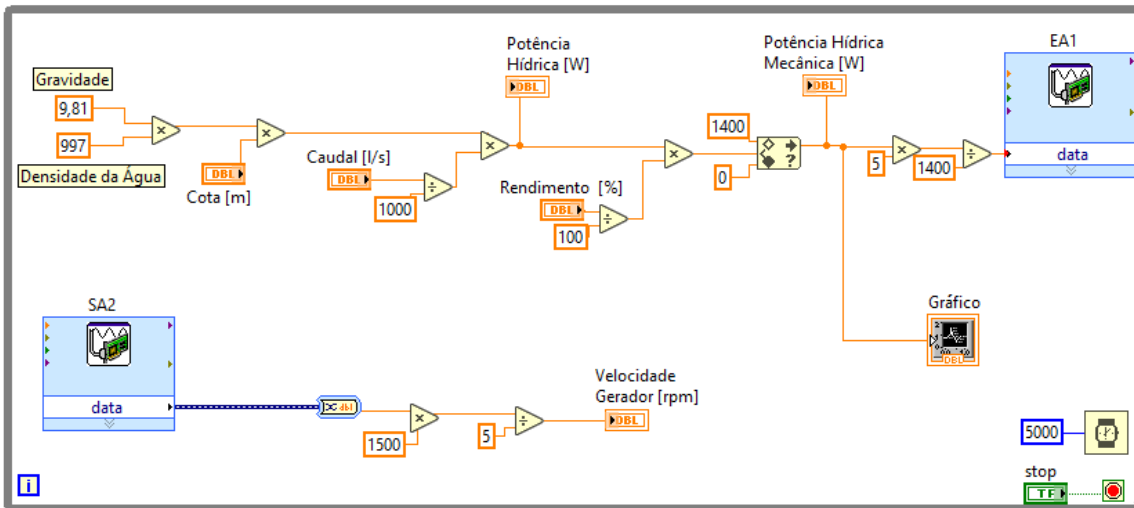 Gravidade
9,81
997
Densidade da Água
DBL
Cota [m]
Caudal [l/s]
DBL
1000
Potência
Hídrica [W]
DBL
Rendimento [%]
DBL
100
1400
0
?
Potência Hídrica
Mecânica [W]
DBL
5
1400
EA1
data
Gráfico
DBL
SA2
data
dbl
1500
5
Velocidade
Gerador [rpm]
DBL
5000
stop
TF
i